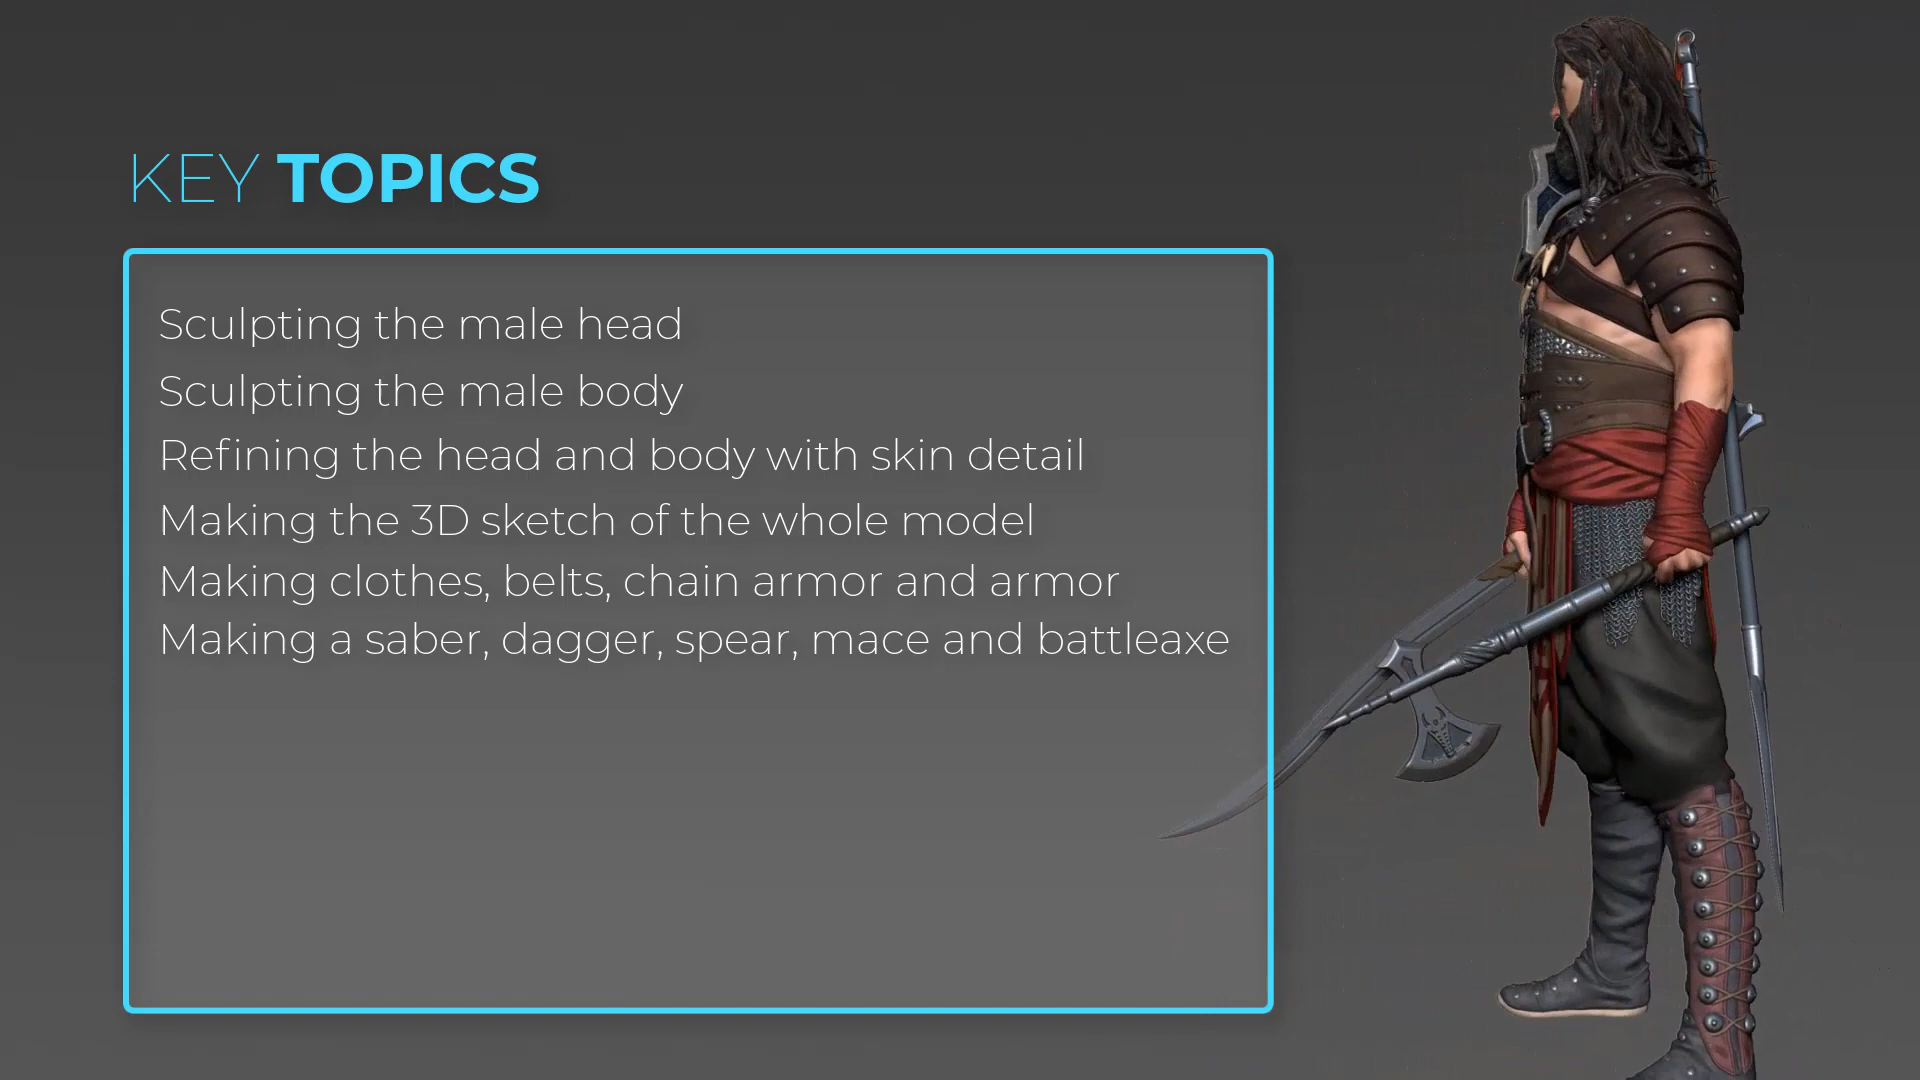 KEY TOPICS
Sculpting the male head
Sculpting the male body
Refining the head and body with skin detail
Making the 3D sketch of the whole model
Making clothes, belts, chain armor and armor
Making a saber, dagger, spear, mace and battleaxe